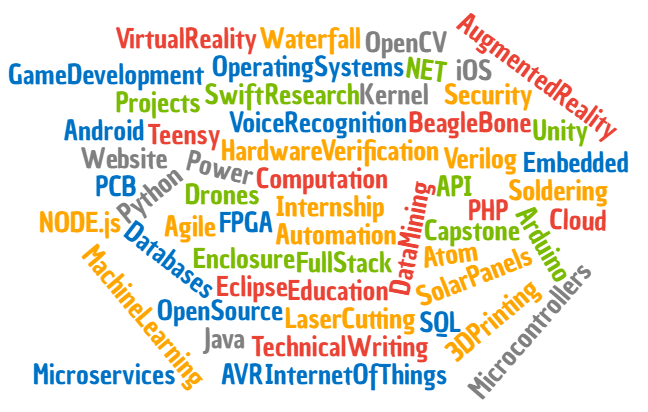 VirtualReality Waterfall OpenCV AugmentedReality
GameDevelopment OperatingSystems .NET iOS
Projects SwiftResearch Kernel Security
Android Teensy VoiceRecognition BeagleBone Unity
Website Power HardwareVerification Verilog Embedded
PCB Python Drones Computation DataMining API Soldering
NODE.js Agile FPGA Internship PHP Arduino Cloud
Databases Automation Capstone
Enclosure FullStack Atom
MachineLearning Eclipse Education SolarPanels
OpenSource LaserCutting SQL 3DPrinting Microcontrollers
Java TechnicalWriting
Microservices AVR InternetOfThings